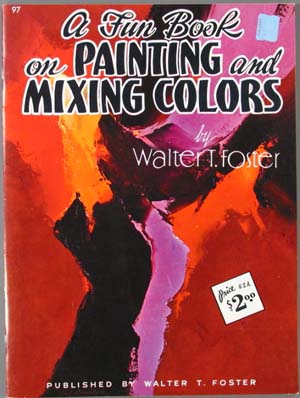 97
A Fun Book
on PAINTING and
MIXING COLORS
by
Walter T. Foster
Price U.S.A.
$2.00
PUBLISHED BY WALTER T. FOSTER